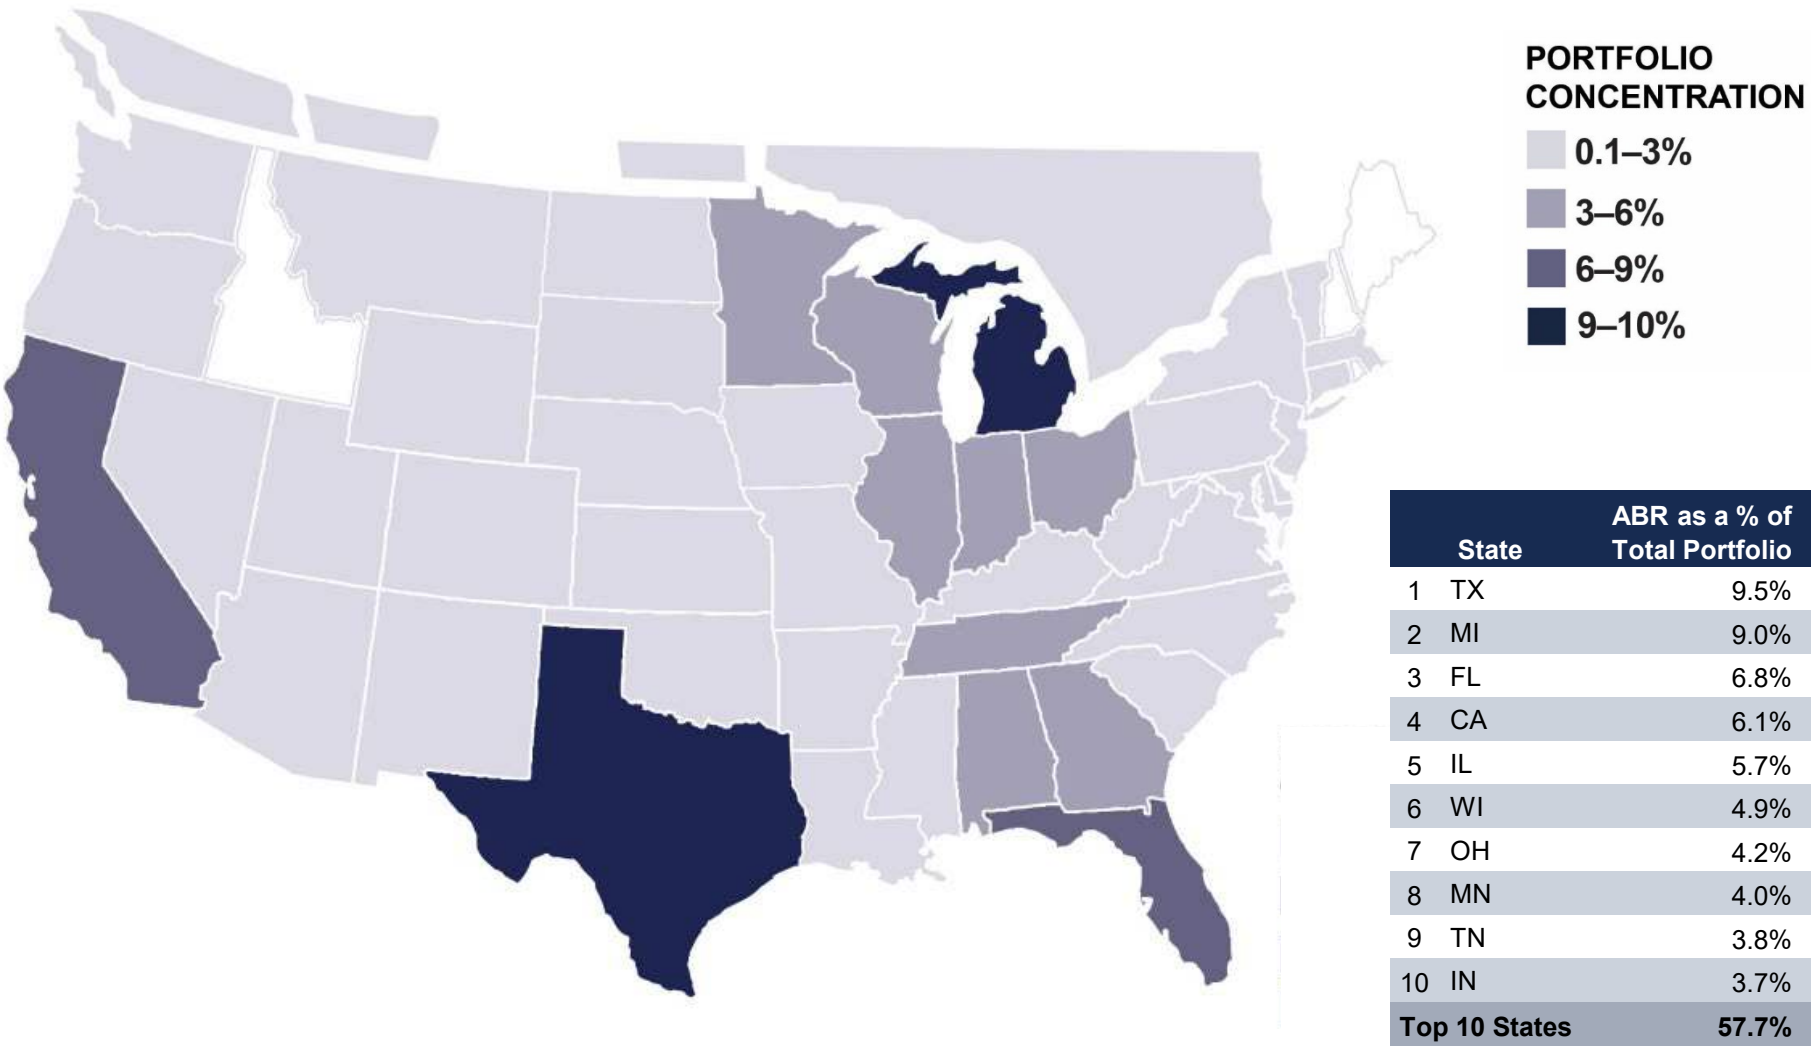 PORTFOLIO
CONCENTRATION
0.1–3%
3–6%
6–9%
9–10%
State ABR as a % of
Total Portfolio
1 TX 9.5%
2 MI 9.0%
3 FL 6.8%
4 CA 6.1%
5 IL 5.7%
6 WI 4.9%
7 OH 4.2%
8 MN 4.0%
9 TN 3.8%
10 IN 3.7%
Top 10 States 57.7%